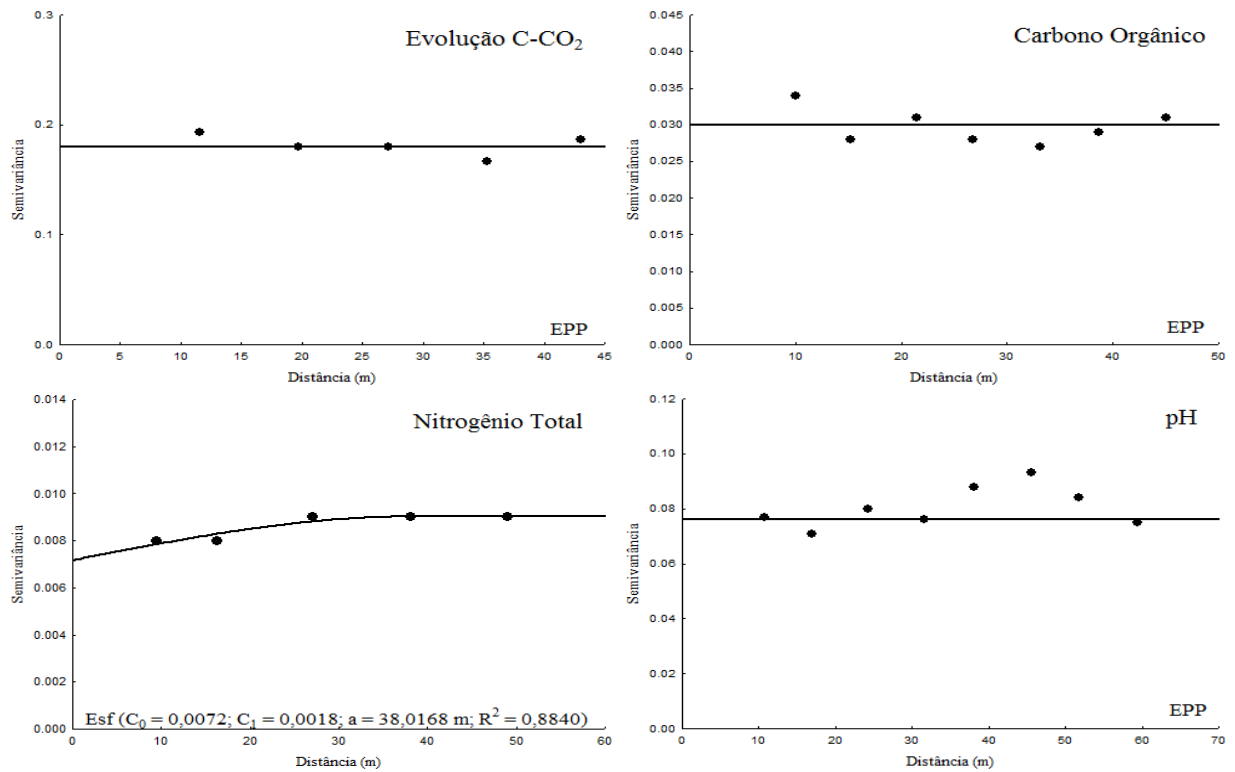 Evolução C-CO₂
Semivariância
0.3
0.2
0.1
0.0
EPP
0 5 10 15 20 25 30 35 40 45
Distância (m)
Carbono Orgânico
Semivariância
0.045
0.040
0.035
0.030
0.025
0.020
0.015
0.010
0.005
0.000
EPP
0 10 20 30 40 50
Distância (m)
Nitrogênio Total
Semivariância
0.014
0.012
0.010
0.008
0.006
0.004
0.002
0.000
Esf (C₀ = 0,0072; C₁ = 0,0018; a = 38,0168 m; R² = 0,8840)
0 10 20 30 40 50 60
Distância (m)
pH
Semivariância
0.12
0.10
0.08
0.06
0.04
0.02
0.00
EPP
0 10 20 30 40 50 60 70
Distância (m)